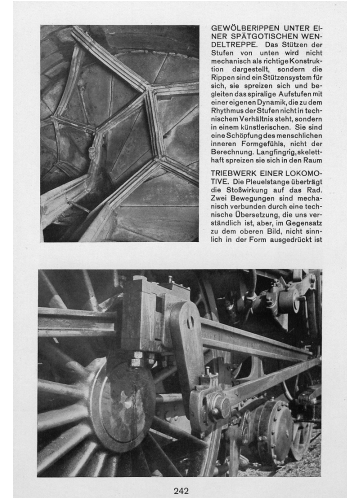 GEWÖLBERIPPEN UNTER EI-
NER SPÄTGOTISCHEN WEN-
DELTREPPE. Das Stützen der
Stufen von unten wird nicht
mechanisch als richtige Konstruk-
tion dargestellt, sondern die
Rippen sind ein Stützensystem für
sich, sie spreizen sich und be-
gleiten das spiralige Aufstufen mit
einer eigenen Dynamik, die zu dem
Rhythmus der Stufen nicht in tech-
nischem Verhältnis steht, sondern
in einem künstlerischen. Sie sind
eine Schöpfung des menschlichen
inneren Formgefühls, nicht der
Berechnung. Langfingrig, skelett-
haft spreizen sie sich in den Raum
TRIEBWERK EINER LOKOMO-
TIVE. Die Pleuelstange überträgt
die Stoßwirkung auf das Rad.
Zwei Bewegungen sind mecha-
nisch verbunden durch eine tech-
nische Übersetzung, die uns ver-
ständlich ist, aber, im Gegensatz
zu dem oberen Bild, nicht sinn-
lich in der Form ausgedrückt ist
242